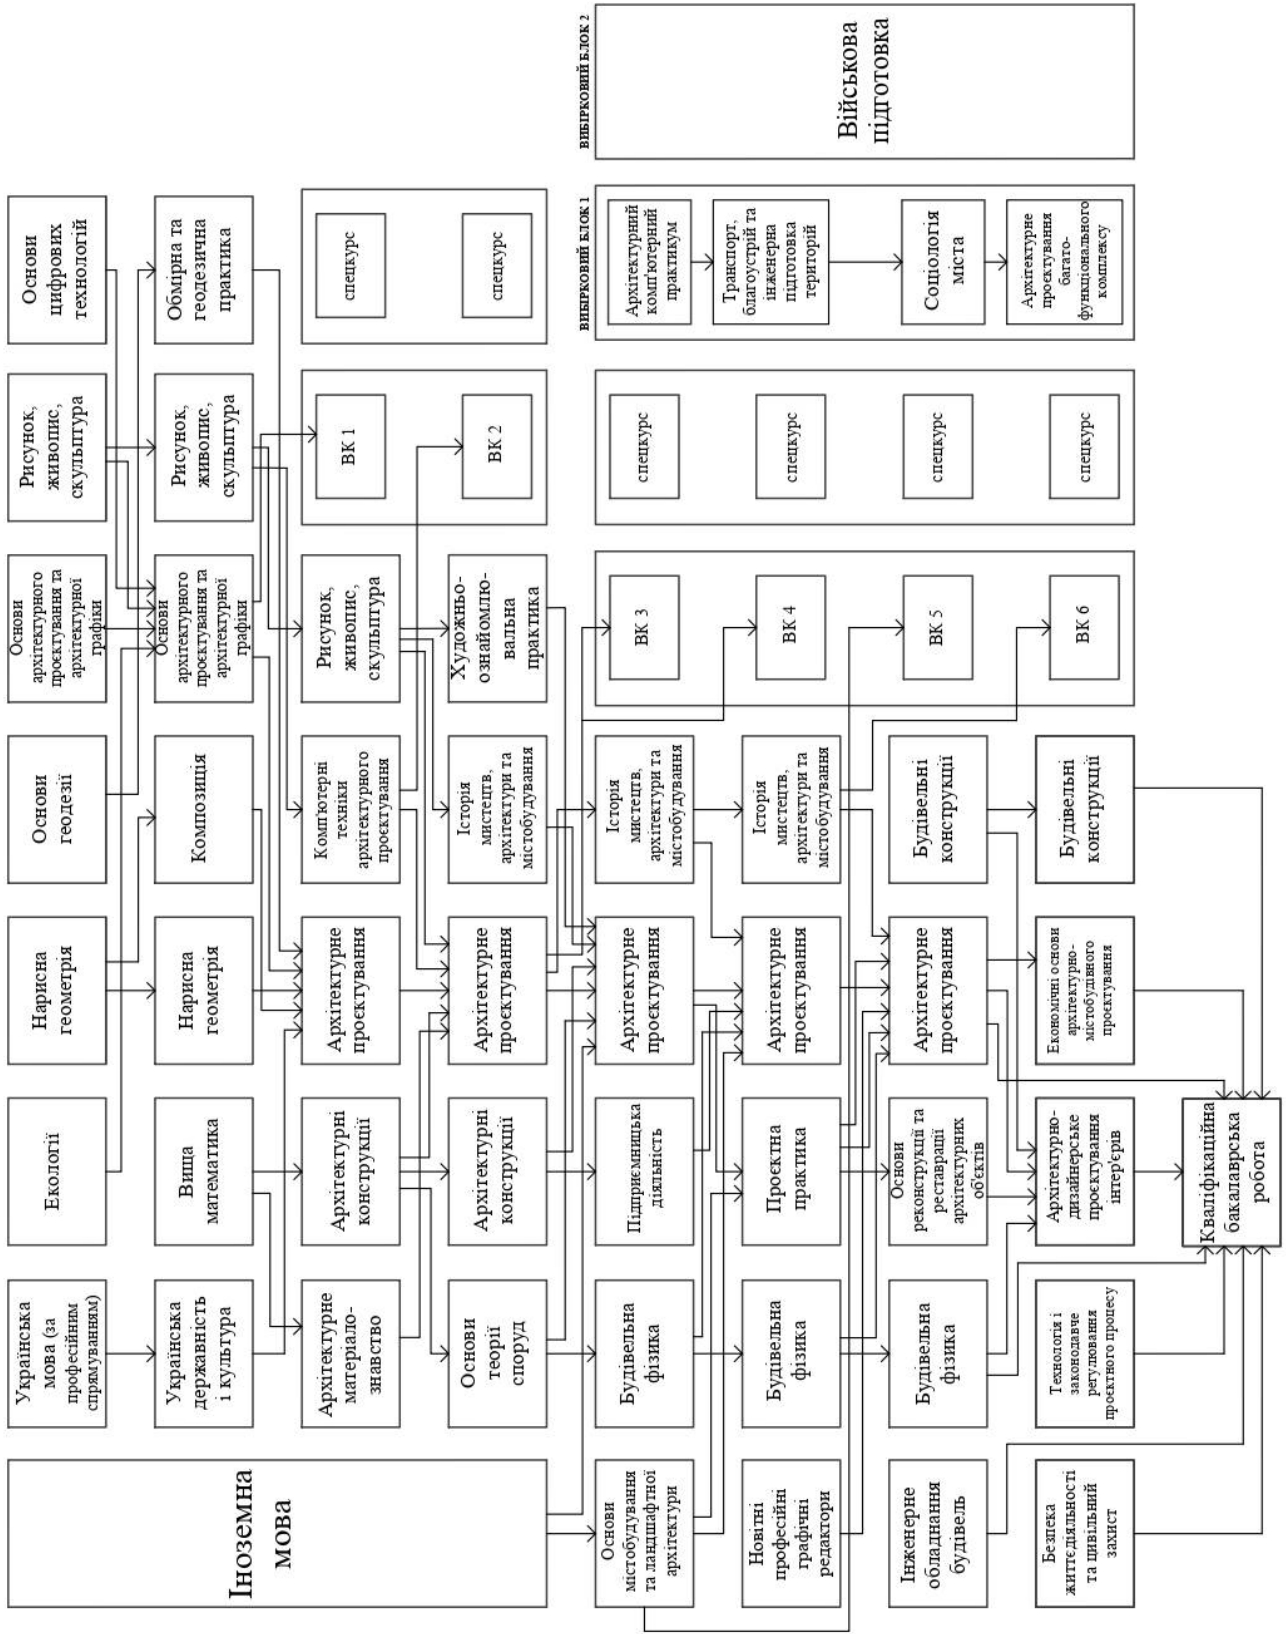 Іноземна
мова
Українська
мова (за
професійним
спрямуванням)
Екології
Нарисна
геометрія
Основи
геодезії
Основи
архітектурного
проєктування та
архітектурної
графіки
Рисунок,
живопис,
скульптура
Основи
цифрових
технологій
Українська
державність
і культура
Вища
математика
Нарисна
геометрія
Композиція
Основи
архітектурного
проєктування та
архітектурної
графіки
Рисунок,
живопис,
скульптура
Обмірна та
геодезична
практика
Архітектурне
матеріало-
знавство
Архітектурні
конструкції
Архітектурне
проєктування
Комп'ютерні
техніки
архітектурного
проєктування
Рисунок,
живопис,
скульптура
ВК 1
спецкурс
Основи
теорії
споруд
Архітектурні
конструкції
Архітектурне
проєктування
Історія
мистецтв,
архітектури та
містобудування
Художньо-
ознайомлю-
вальна
практика
ВК 2
спецкурс
ВИБІРКОВИЙ БЛОК 1
ВИБІРКОВИЙ БЛОК 2
Основи
містобудування
та ландшафтної
архітектури
Будівельна
фізика
Підприємницька
діяльність
Архітектурне
проєктування
Історія
мистецтв,
архітектури та
містобудування
ВК 3
спецкурс
Архітектурний
комп'ютерний
практикум
Військова
підготовка
Новітні
професійні
графічні
редактори
Будівельна
фізика
Проєктна
практика
Архітектурне
проєктування
Історія
мистецтв,
архітектури та
містобудування
ВК 4
спецкурс
Транспорт,
благоустрій та
інженерна
підготовка
територій
Інженерне
обладнання
будівель
Будівельна
фізика
Основи
реконструкції та
реставрації
архітектурних
об'єктів
Архітектурне
проєктування
Будівельні
конструкції
ВК 5
спецкурс
Соціологія
міста
Безпека
життєдіяльності
та цивільний
захист
Технологія і
законодавче
регулювання
проєктного процесу
Архітектурно-
дизайнерське
проєктування
інтер'єрів
Економічні основи
архітектурно-
містобудівного
проєктування
Будівельні
конструкції
ВК 6
спецкурс
Архітектурне
проєктування
багато-
функціонального
комплексу
Кваліфікаційна
бакалаврська
робота